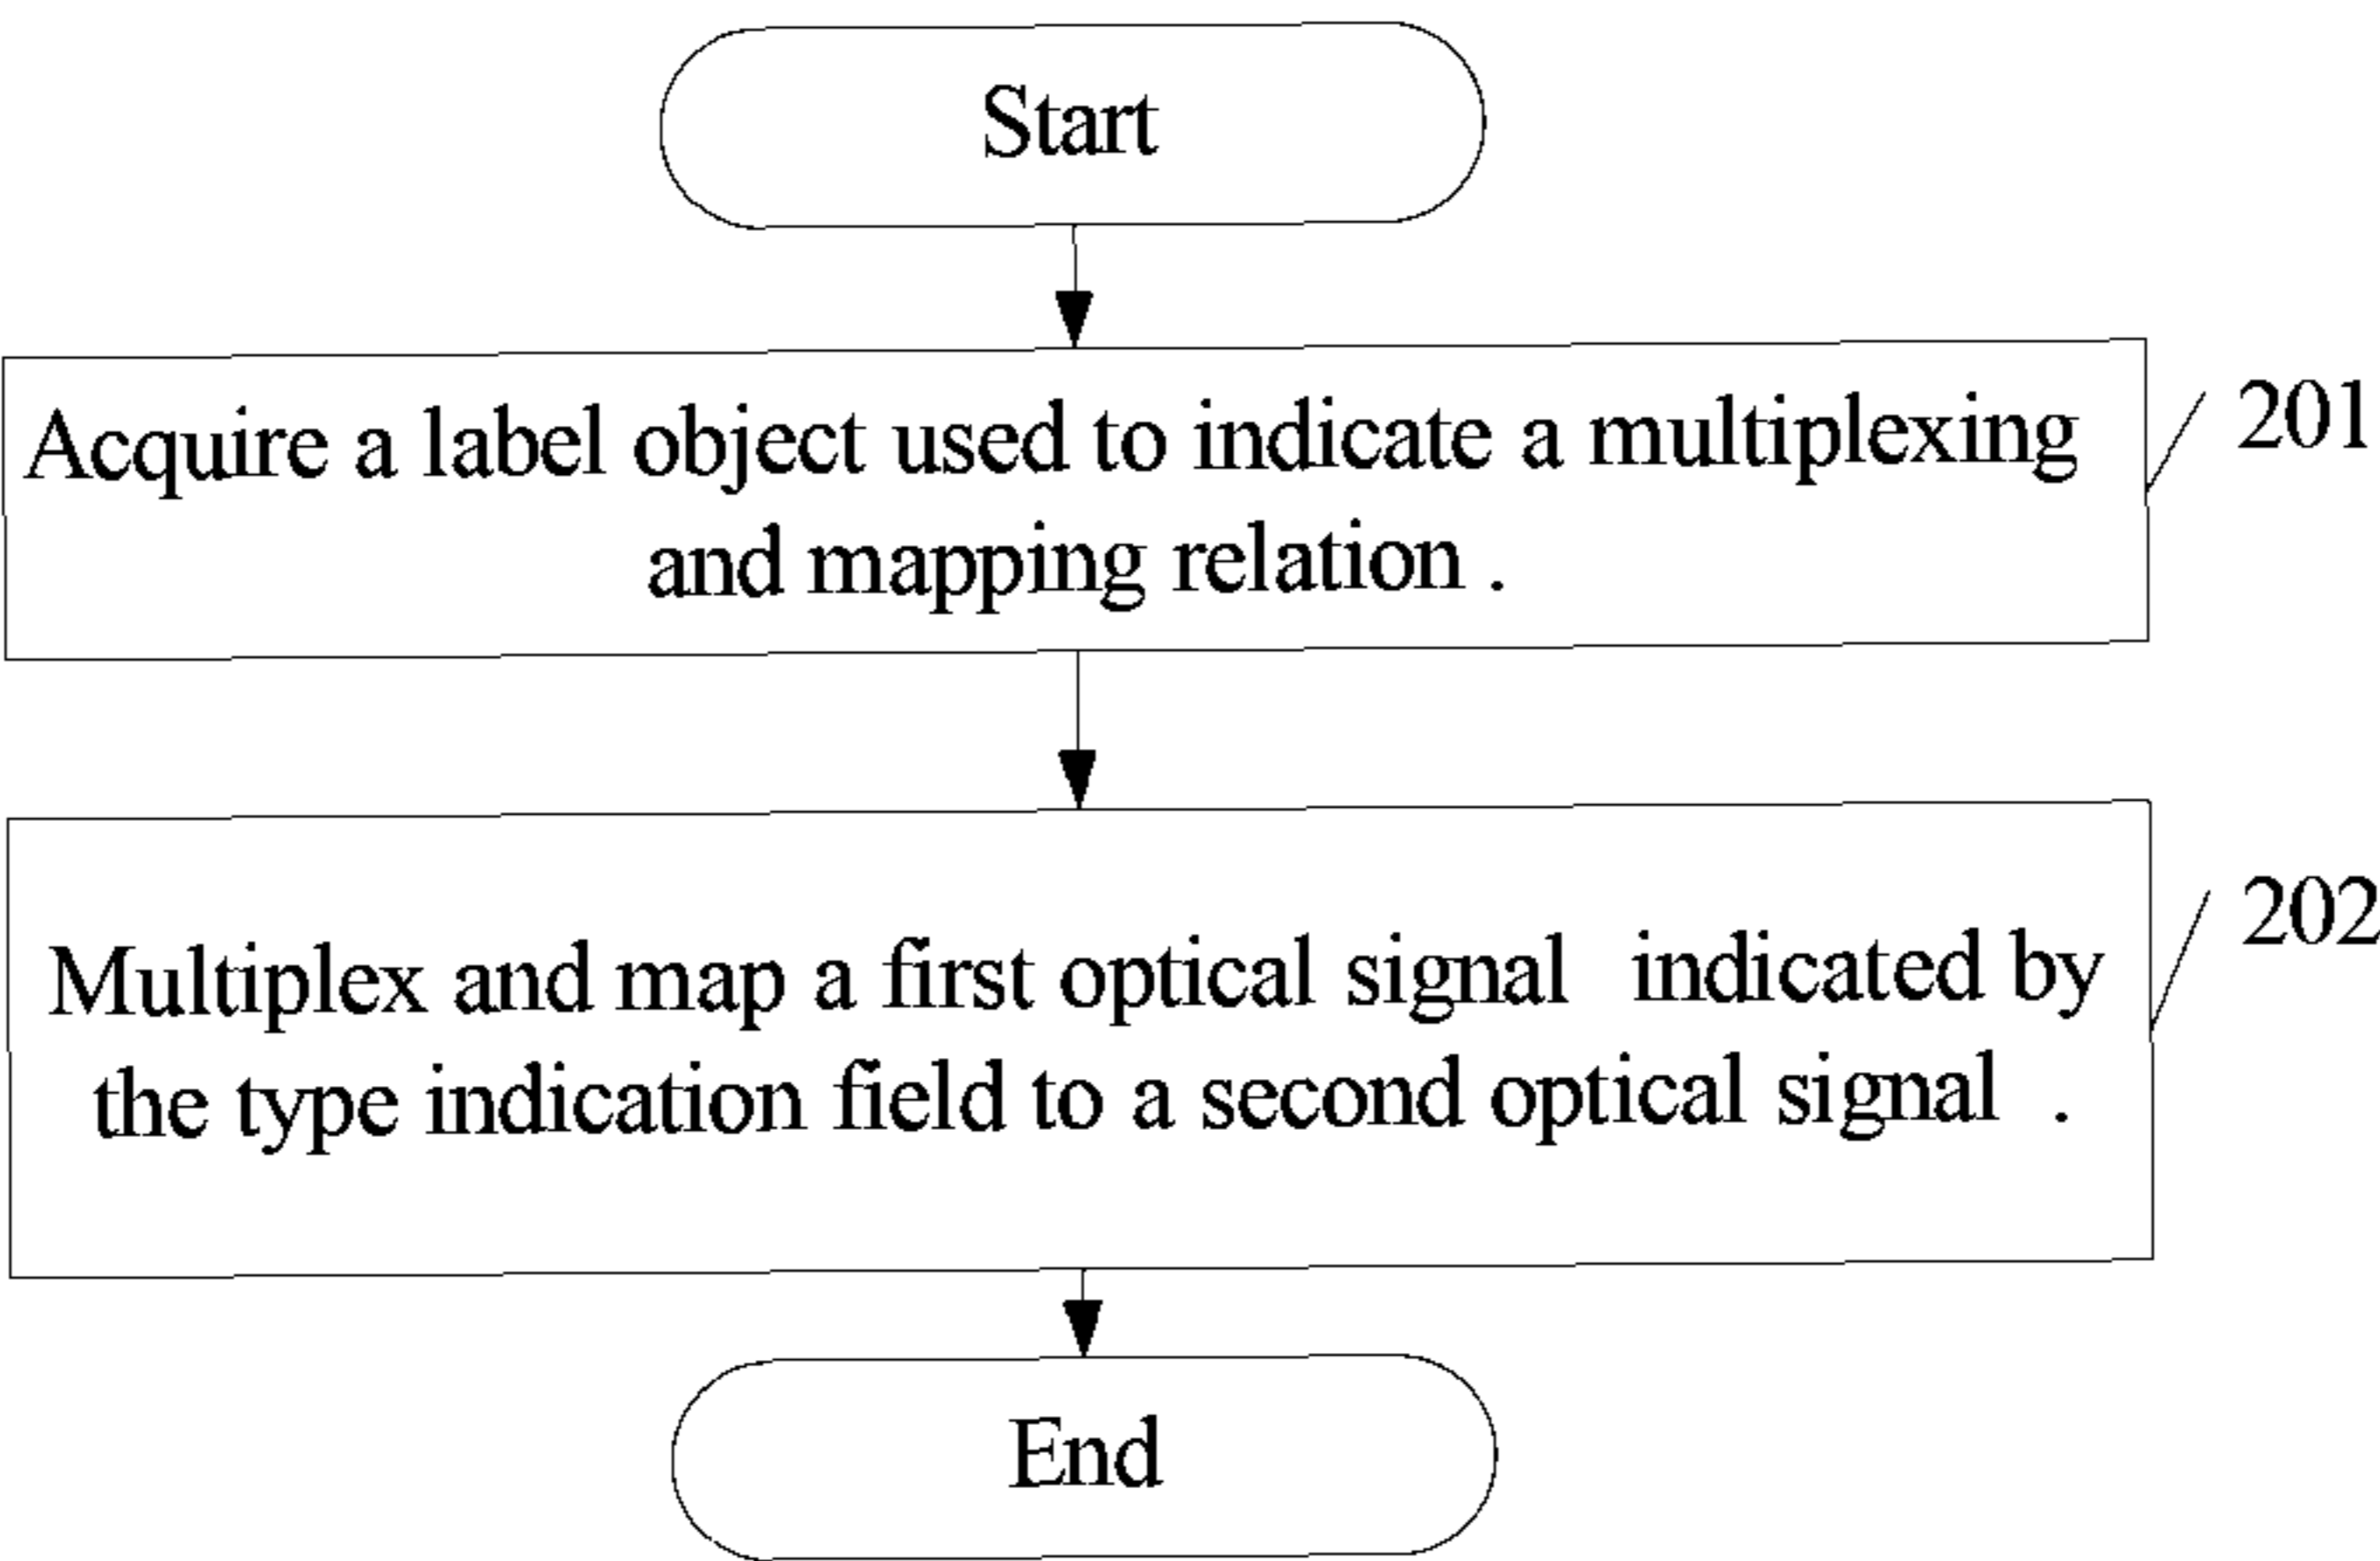 Start
Acquire a label object used to indicate a multiplexing
and mapping relation .
201
Multiplex and map a first optical signal indicated by
the type indication field to a second optical signal .
202
End